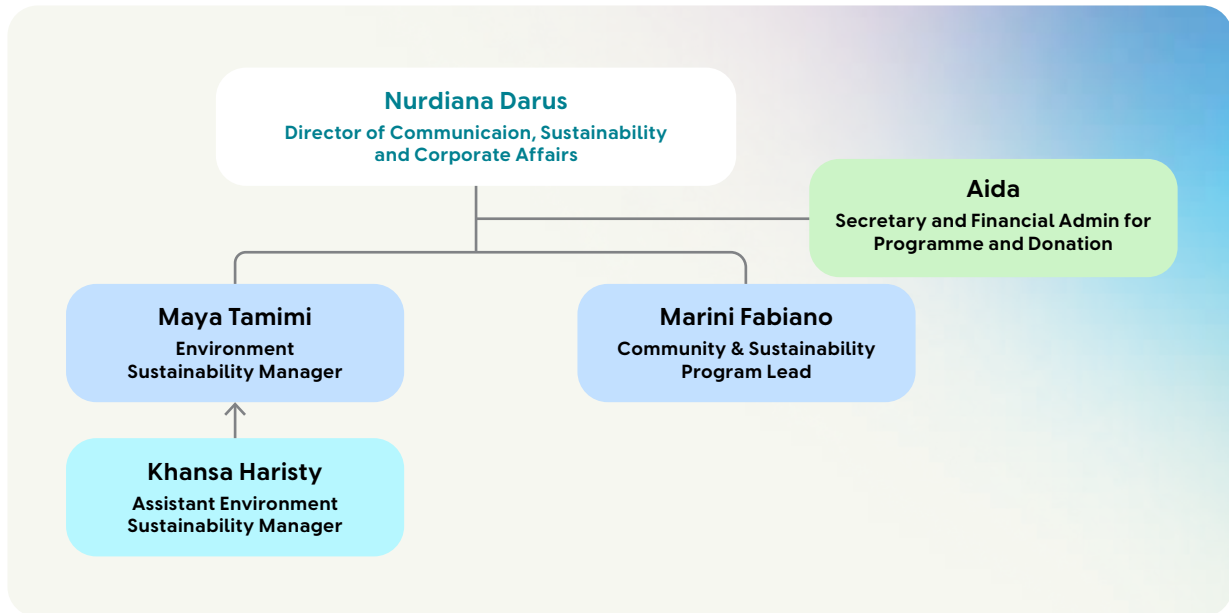 Nurdiana Darus
Director of Communicaion, Sustainability
and Corporate Affairs
Aida
Secretary and Financial Admin for
Programme and Donation
Maya Tamimi
Environment
Sustainability Manager
Marini Fabiano
Community & Sustainability
Program Lead
Khansa Haristy
Assistant Environment
Sustainability Manager